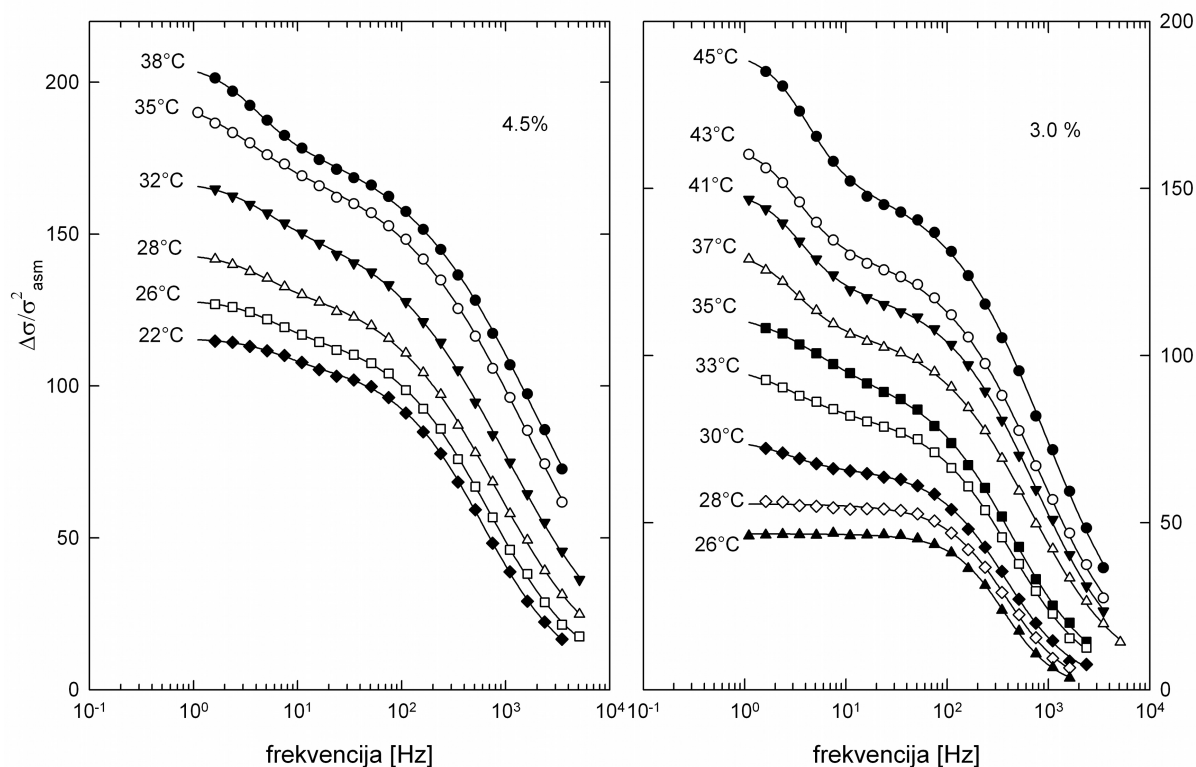 Δσ/σ²asm
200
150
100
50
0
38°C
35°C
32°C
28°C
26°C
22°C
4.5%
10⁻¹ 10⁰ 10¹ 10² 10³ 10⁴
frekvencija [Hz]
45°C
43°C
41°C
37°C
35°C
33°C
30°C
28°C
26°C
3.0 %
200
150
100
50
0
10⁻¹ 10⁰ 10¹ 10² 10³ 10⁴
frekvencija [Hz]